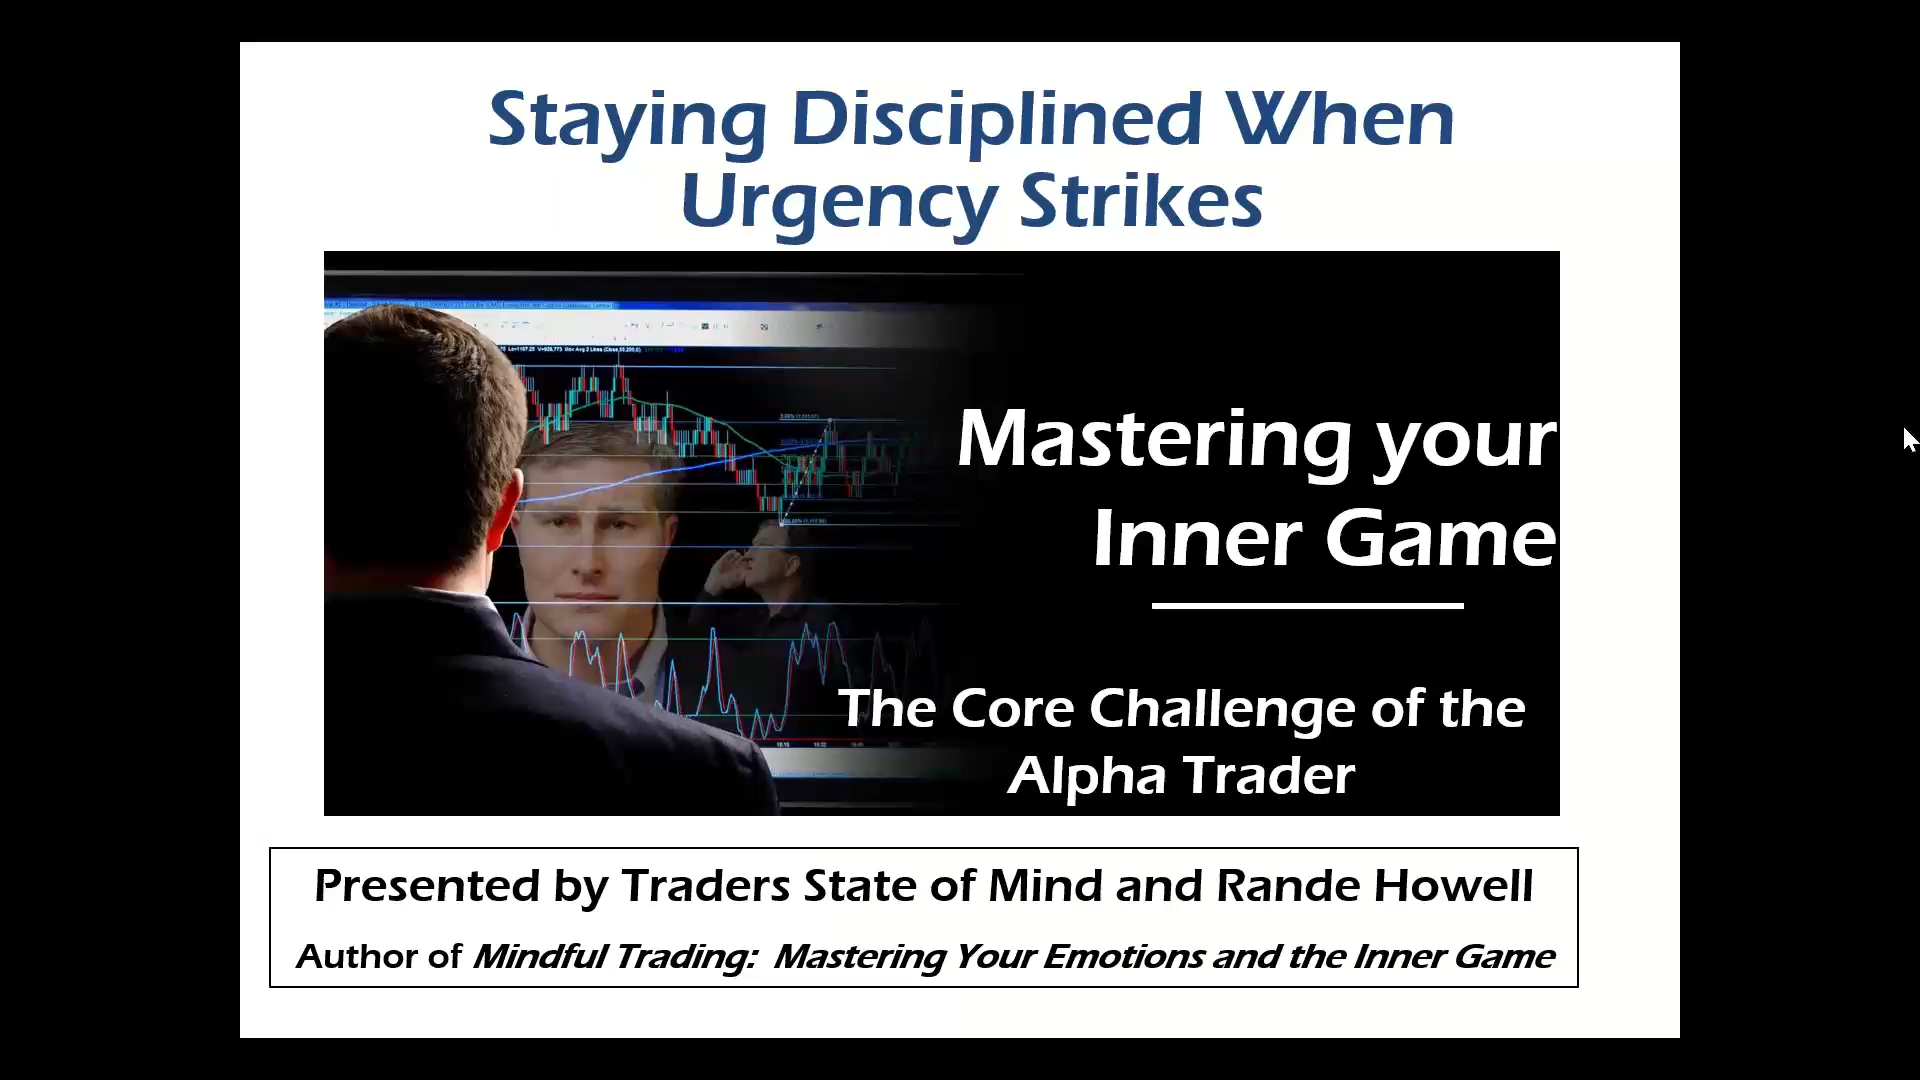 Staying Disciplined When
Urgency Strikes
Mastering your
Inner Game
The Core Challenge of the
Alpha Trader
Presented by Traders State of Mind and Rande Howell
Author of Mindful Trading: Mastering Your Emotions and the Inner Game